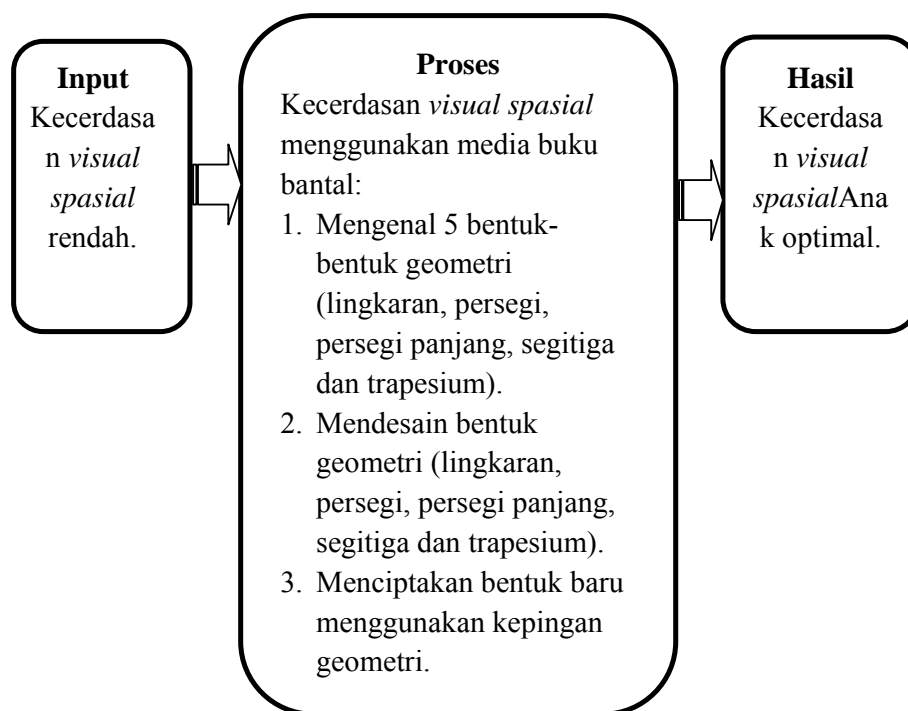 Input
Kecerdasa
n visual
spasial
rendah.
Proses
Kecerdasan visual spasial
menggunakan media buku
bantal:
1. Mengenal 5 bentuk-
bentuk geometri
(lingkaran, persegi,
persegi panjang, segitiga
dan trapesium).
2. Mendesain bentuk
geometri (lingkaran,
persegi, persegi panjang,
segitiga dan trapesium).
3. Menciptakan bentuk baru
menggunakan kepingan
geometri.
Hasil
Kecerdasa
n visual
spasialAna
k optimal.